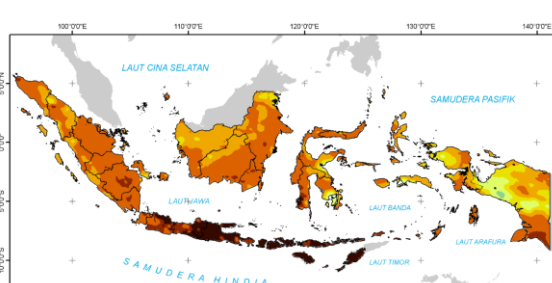 100°0'0"E 110°0'0"E 120°0'0"E 130°0'0"E 140°0'0"E
LAUT CINA SELATAN
SAMUDERA PASIFIK
LAUT JAWA
LAUT BANDA
LAUT ARAFURA
LAUT TIMOR
SAMUDERA HINDIA